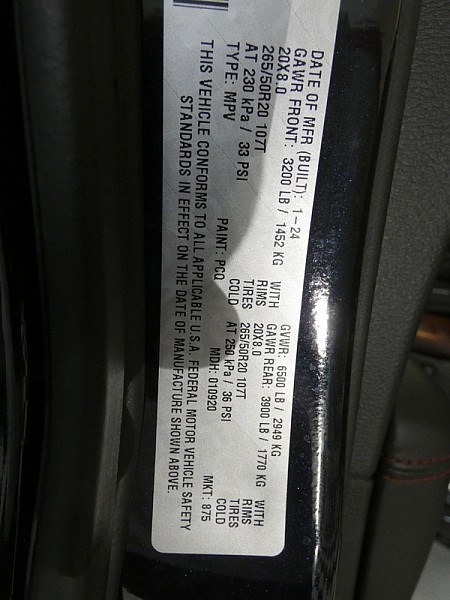 DATE OF MFR (BUILT): 1-24 GVWR: 6500 LB / 2949 KG
GAWR FRONT: 3200 LB / 1452 KG WITH GAWR REAR: 3900 LB / 1770 KG WITH
20X8.0 RIMS 20X8.0 RIMS
265/50R20 107T TIRES 265/50R20 107T TIRES
AT 230 kPa / 33 PSI COLD AT 250 kPa / 36 PSI COLD
TYPE: MPV PAINT: PCQ MDH: 010920 MKT: 875
THIS VEHICLE CONFORMS TO ALL APPLICABLE U.S.A. FEDERAL MOTOR VEHICLE SAFETY
STANDARDS IN EFFECT ON THE DATE OF MANUFACTURE SHOWN ABOVE.